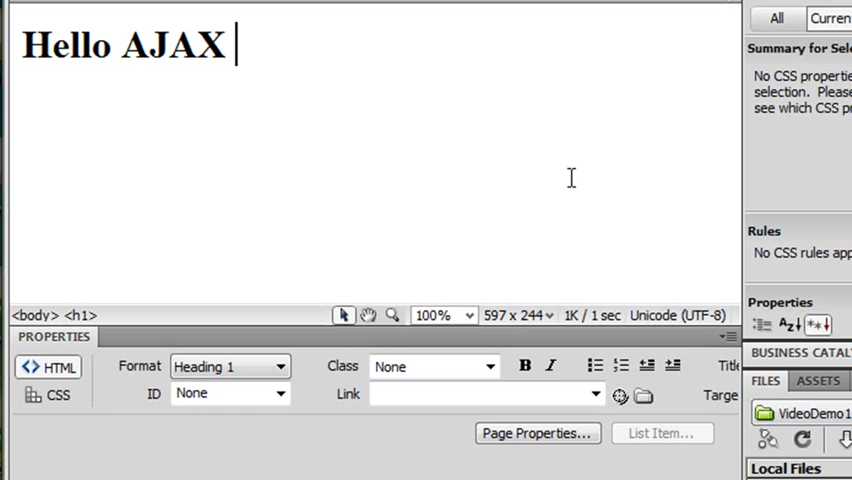 Hello AJAX
All Curren
Summary for Sele
No CSS propertie
selection. Please
see which CSS p
Rules
No CSS rules app
Properties
<body> <h1> 100% 597 x 244 1K / 1 sec Unicode (UTF-8)
PROPERTIES
<> HTML Format Heading 1 Class None B I Title
CSS ID None Link Targe
Page Properties... List Item...
BUSINESS CATALY
FILES ASSETS
VideoDemo1
Local Files